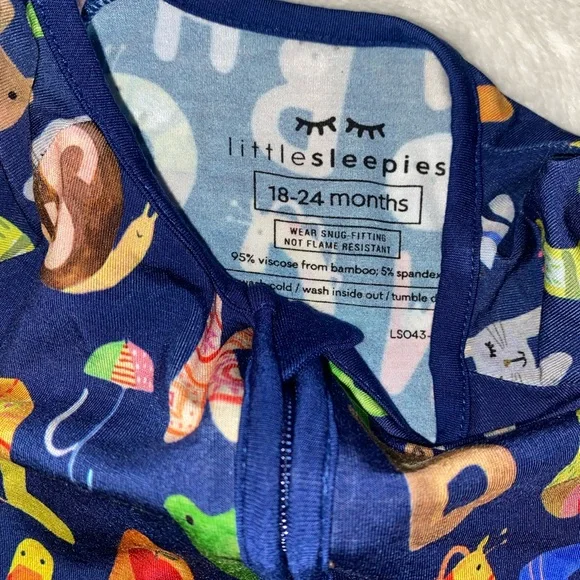 littlesleepies
18-24 months
WEAR SNUG-FITTING
NOT FLAME RESISTANT
95% viscose from bamboo; 5% spandex
cold / wash inside out / tumble d
LS043-